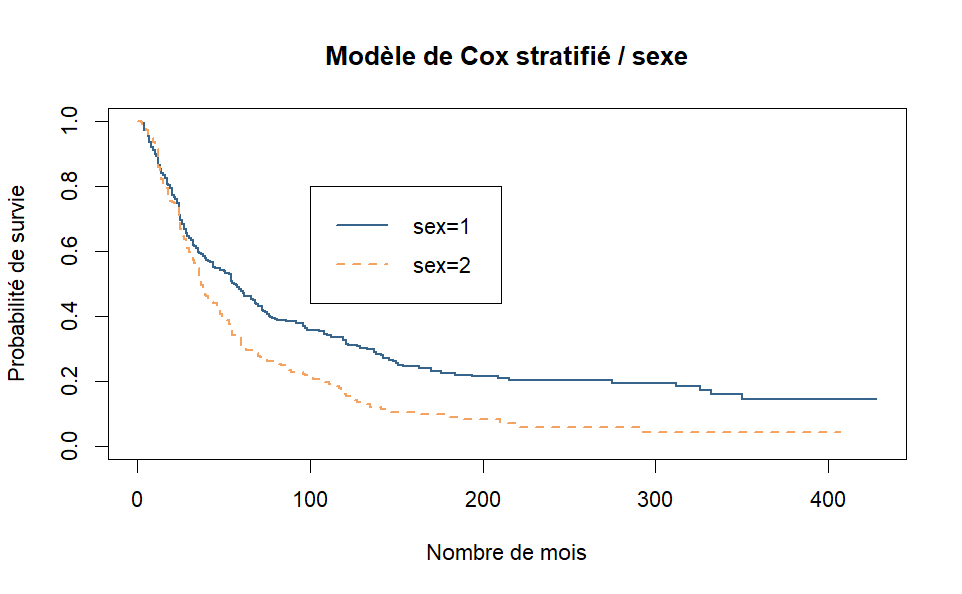 Modèle de Cox stratifié / sexe
Probabilité de survie
1.0
0.8
0.6
0.4
0.2
0.0
sex=1
sex=2
0 100 200 300 400
Nombre de mois